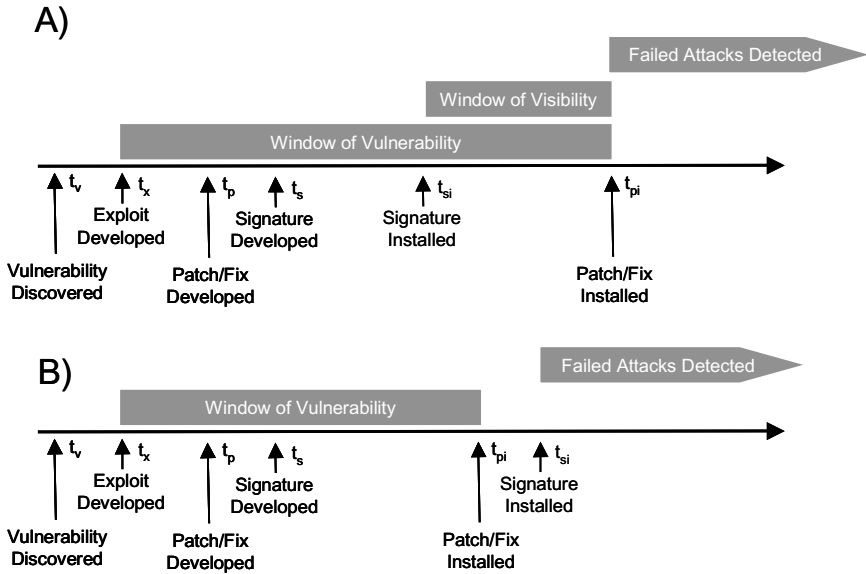 A)
Failed Attacks Detected
Window of Visibility
Window of Vulnerability
tv
tx
tp
ts
tsi
tpi
Exploit
Developed
Signature
Developed
Signature
Installed
Vulnerability
Discovered
Patch/Fix
Developed
Patch/Fix
Installed
B)
Failed Attacks Detected
Window of Vulnerability
tv
tx
tp
ts
tpi
tsi
Exploit
Developed
Signature
Developed
Signature
Installed
Vulnerability
Discovered
Patch/Fix
Developed
Patch/Fix
Installed